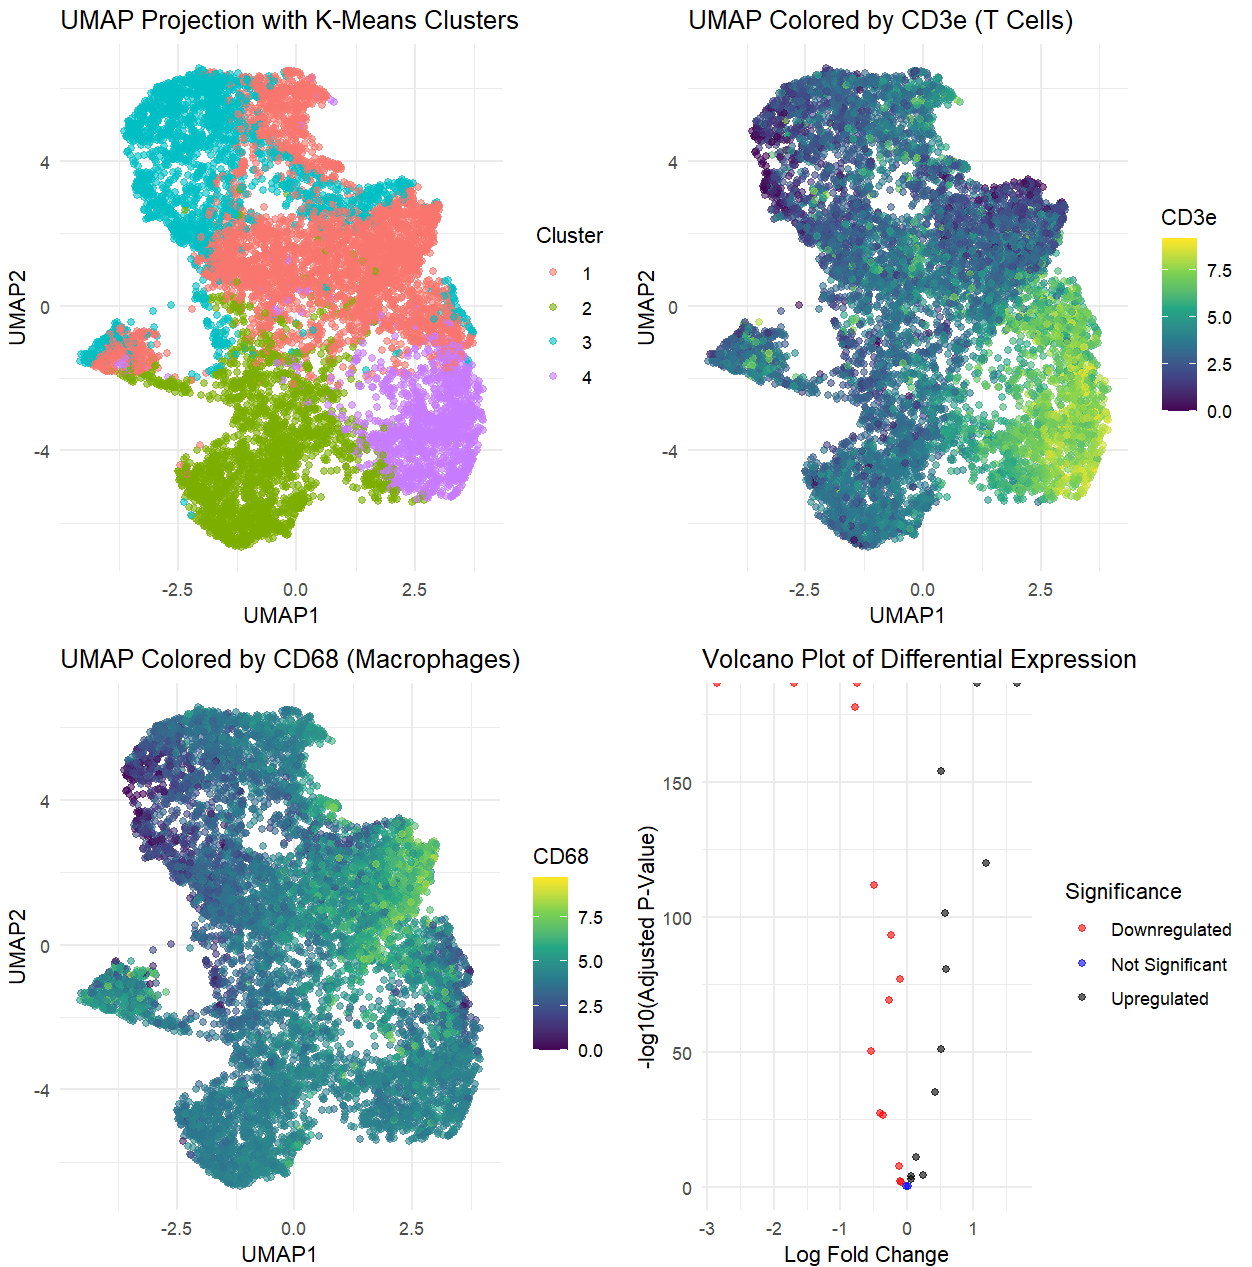 UMAP Projection with K-Means Clusters
UMAP2
4
0
-4
-2.5
0.0
2.5
UMAP1
Cluster
1
2
3
4
UMAP Colored by CD3e (T Cells)
UMAP2
4
0
-4
-2.5
0.0
2.5
UMAP1
CD3e
7.5
5.0
2.5
0.0
UMAP Colored by CD68 (Macrophages)
UMAP2
4
0
-4
-2.5
0.0
2.5
UMAP1
CD68
7.5
5.0
2.5
0.0
Volcano Plot of Differential Expression
-log10(Adjusted P-Value)
150
100
50
0
-3
-2
-1
0
1
Log Fold Change
Significance
Downregulated
Not Significant
Upregulated